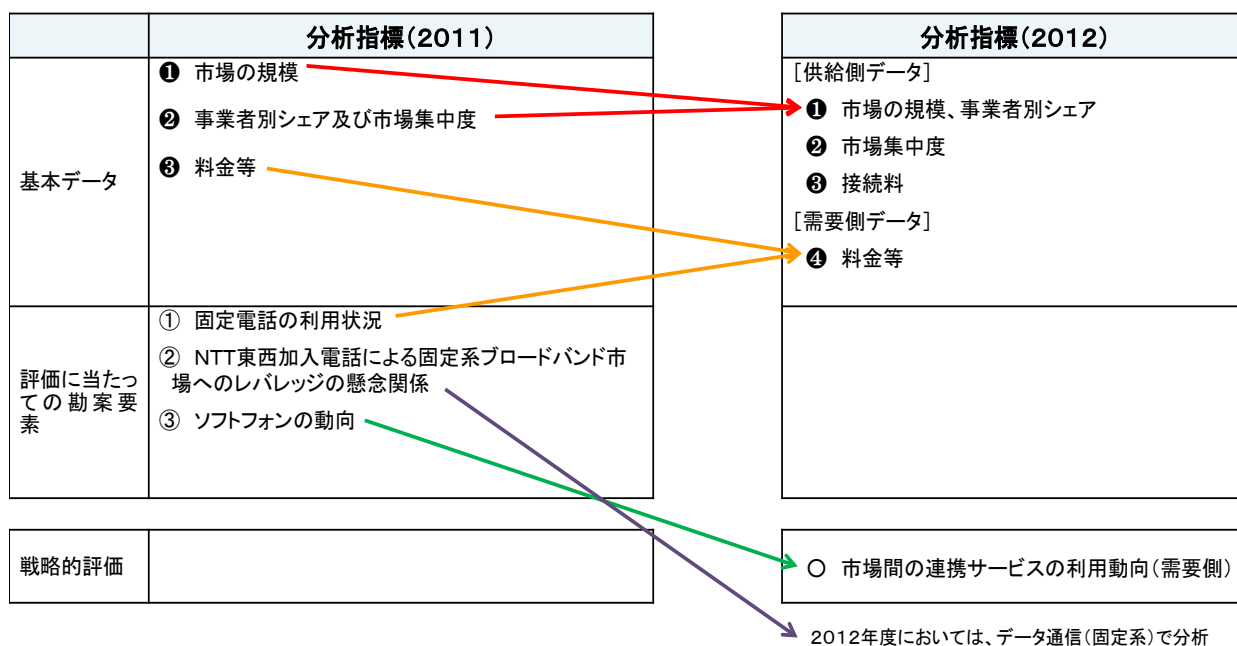 分析指標(2011)
基本データ
❶ 市場の規模
❷ 事業者別シェア及び市場集中度
❸ 料金等
評価に当たっ
ての勘案要
素
① 固定電話の利用状況
② NTT東西加入電話による固定系ブロードバンド市
場へのレバレッジの懸念関係
③ ソフトフォンの動向
戦略的評価
分析指標(2012)
[供給側データ]
❶ 市場の規模、事業者別シェア
❷ 市場集中度
❸ 接続料
[需要側データ]
❹ 料金等
○ 市場間の連携サービスの利用動向(需要側)
2012年度においては、データ通信(固定系)で分析